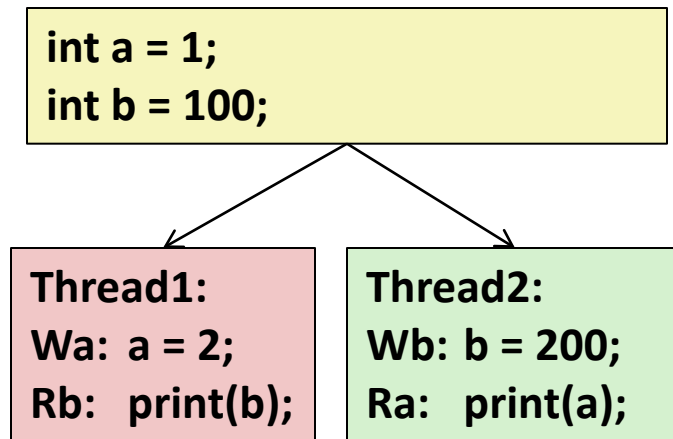 int a = 1;
int b = 100;
Thread1:
Wa: a = 2;
Rb: print(b);
Thread2:
Wb: b = 200;
Ra: print(a);